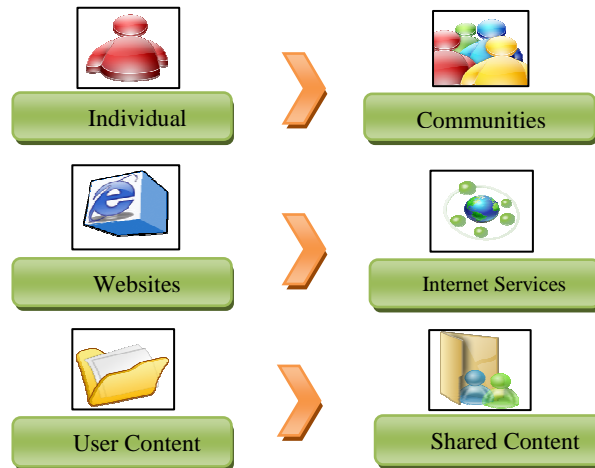 Individual
Communities
Websites
Internet Services
User Content
Shared Content